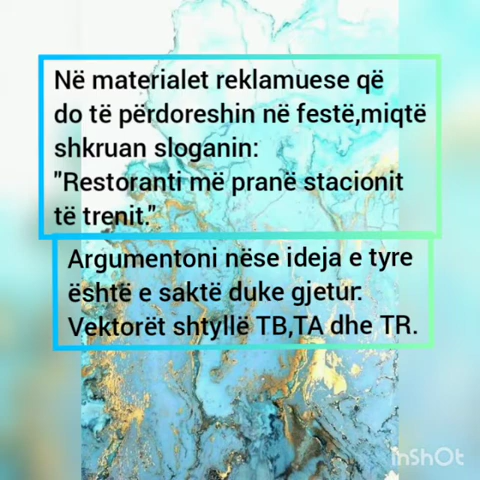 Në materialet reklamuese që
do të përdoreshin në festë,miqtë
shkruan sloganin:
"Restoranti më pranë stacionit
të trenit."
Argumentoni nëse ideja e tyre
është e saktë duke gjetur:
Vektorët shtyllë TB,TA dhe TR.
InShOt